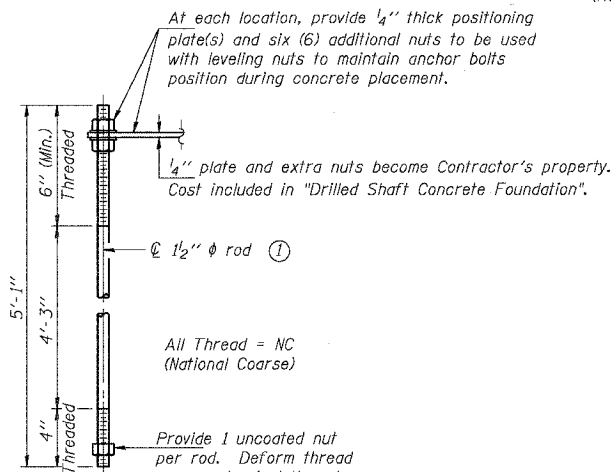 At each location, provide 1/4" thick positioning
plate(s) and six (6) additional nuts to be used
with leveling nuts to maintain anchor bolts
position during concrete placement.
1/4" plate and extra nuts become Contractor's property.
Cost included in "Drilled Shaft Concrete Foundation".
6" (Min.)
Threaded
5'-1"
4'-3"
℄ 1 1/2" ϕ rod ①
All Thread = NC
(National Coarse)
4"
Threaded
Provide 1 uncoated nut
per rod. Deform thread